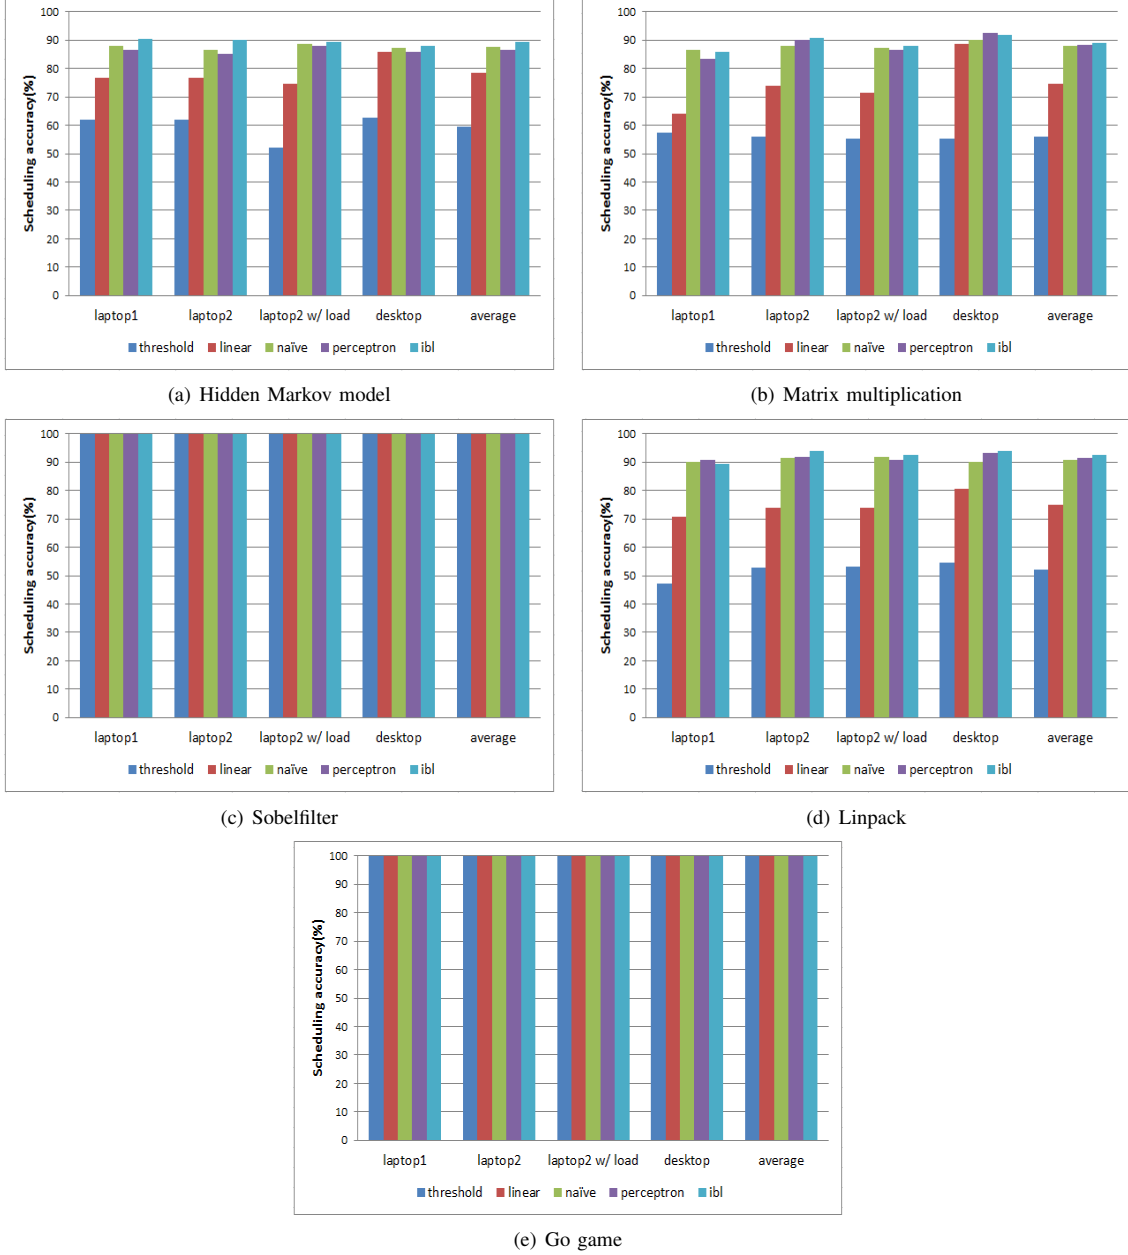 100
90
80
70
60
50
40
30
20
10
0
Scheduling accuracy(%)
laptop1 laptop2 laptop2 w/ load desktop average
threshold linear naïve perceptron ibl
(a) Hidden Markov model
100
90
80
70
60
50
40
30
20
10
0
Scheduling accuracy(%)
laptop1 laptop2 laptop2 w/ load desktop average
threshold linear naïve perceptron ibl
(b) Matrix multiplication
100
90
80
70
60
50
40
30
20
10
0
Scheduling accuracy(%)
laptop1 laptop2 laptop2 w/ load desktop average
threshold linear naïve perceptron ibl
(c) Sobelfilter
100
90
80
70
60
50
40
30
20
10
0
Scheduling accuracy(%)
laptop1 laptop2 laptop2 w/ load desktop average
threshold linear naïve perceptron ibl
(d) Linpack
100
90
80
70
60
50
40
30
20
10
0
Scheduling accuracy(%)
laptop1 laptop2 laptop2 w/ load desktop average
threshold linear naïve perceptron ibl
(e) Go game